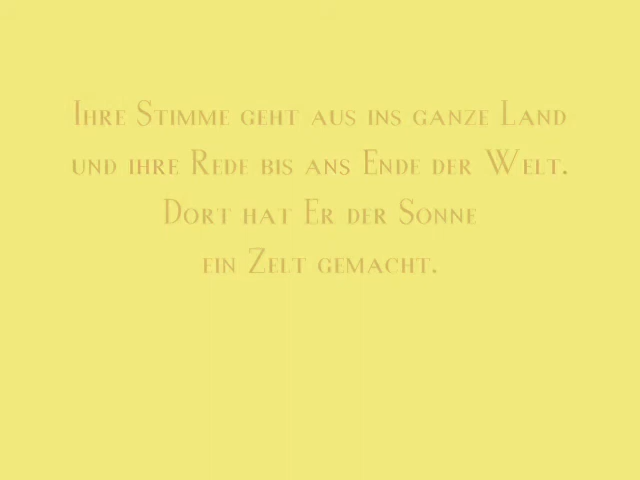 Ihre Stimme geht aus ins ganze Land
und ihre Rede bis ans Ende der Welt.
Dort hat Er der Sonne
ein Zelt gemacht.